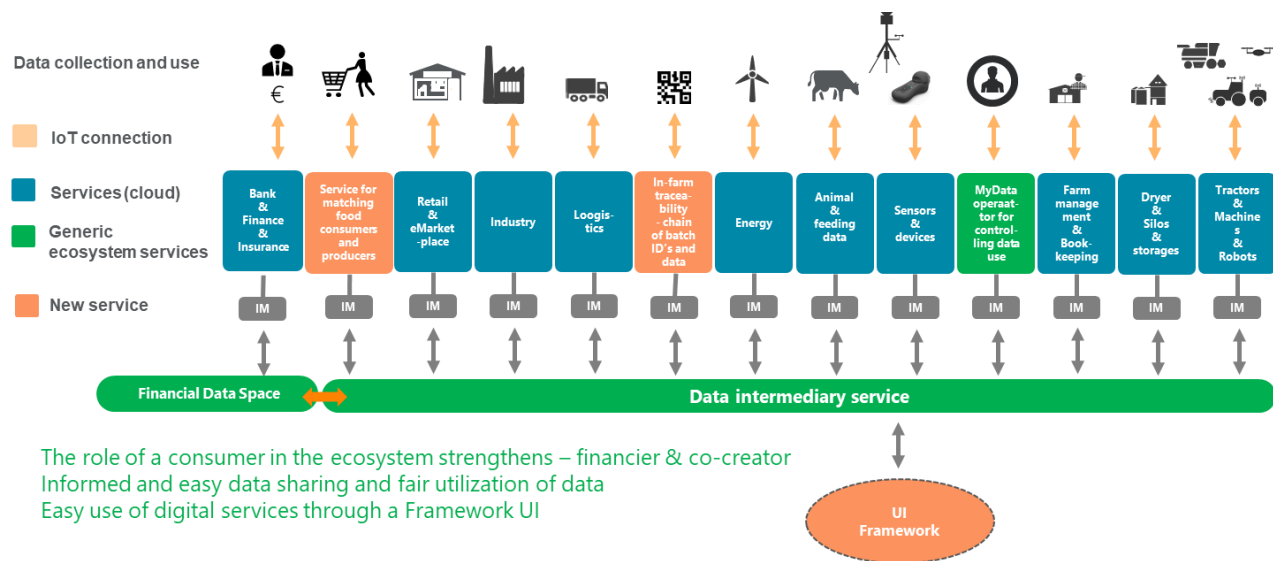 Data collection and use
€
IoT connection
Services (cloud)
Generic
ecosystem services
New service
Bank
&
Finance
&
Insurance
Service for
matching
food
consumers
and
producers
Retail
&
eMarket
-place
Industry
Loogis-
tics
In-farm
tracea-
bility
- chain
of batch
ID's and
data
Energy
Animal
&
feeding
data
Sensors
&
devices
MyData
operaat-
tor for
control-
ling data
use
Farm
manage
ment
&
Book-
keeping
Dryer
&
Silos
&
storages
Tractors
&
Machine
s
&
Robots
IM
IM
IM
IM
IM
IM
IM
IM
IM
IM
IM
IM
IM
Financial Data Space
Data intermediary service
The role of a consumer in the ecosystem strengthens – financier & co-creator
Informed and easy data sharing and fair utilization of data
Easy use of digital services through a Framework UI
UI
Framework